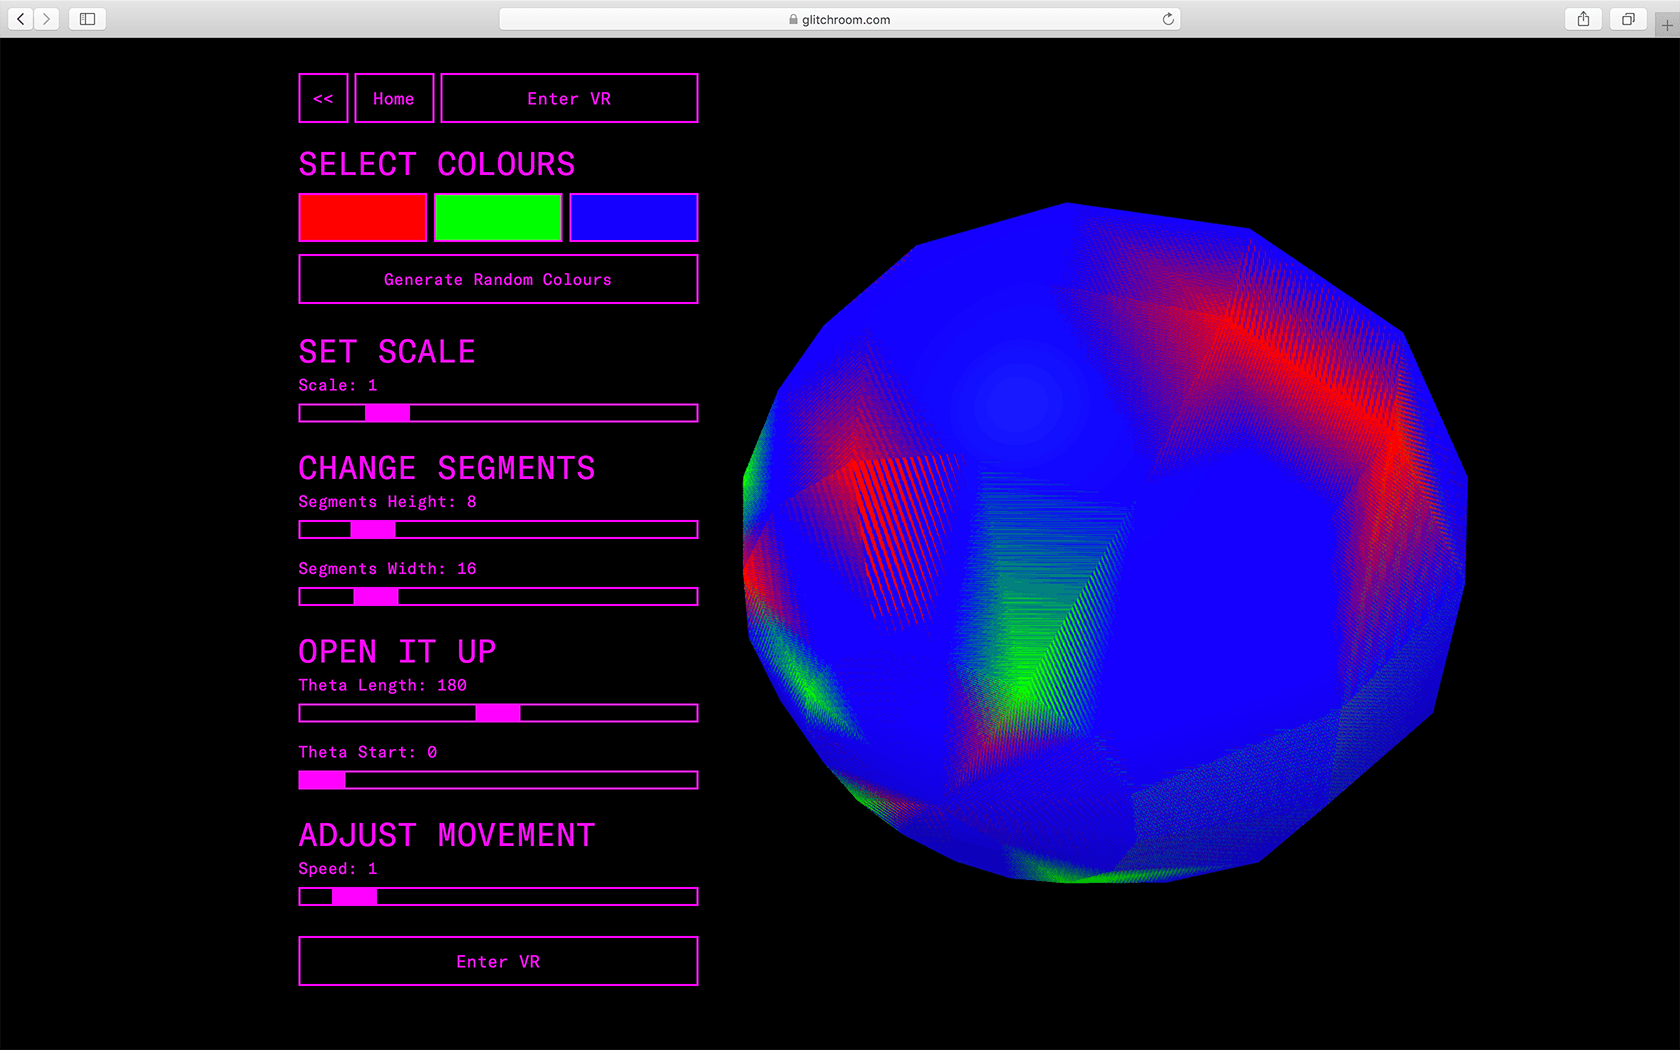 glitchroom.com
<< Home Enter VR
SELECT COLOURS
Generate Random Colours
SET SCALE
Scale: 1
CHANGE SEGMENTS
Segments Height: 8
Segments Width: 16
OPEN IT UP
Theta Length: 180
Theta Start: 0
ADJUST MOVEMENT
Speed: 1
Enter VR